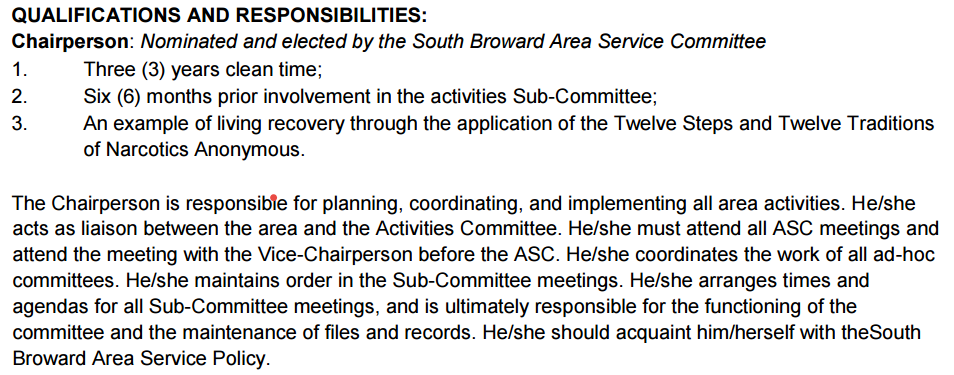 QUALIFICATIONS AND RESPONSIBILITIES:
Chairperson: Nominated and elected by the South Broward Area Service Committee
1. Three (3) years clean time;
2. Six (6) months prior involvement in the activities Sub-Committee;
3. An example of living recovery through the application of the Twelve Steps and Twelve Traditions
of Narcotics Anonymous.
The Chairperson is responsible for planning, coordinating, and implementing all area activities. He/she
acts as liaison between the area and the Activities Committee. He/she must attend all ASC meetings and
attend the meeting with the Vice-Chairperson before the ASC. He/she coordinates the work of all ad-hoc
committees. He/she maintains order in the Sub-Committee meetings. He/she arranges times and
agendas for all Sub-Committee meetings, and is ultimately responsible for the functioning of the
committee and the maintenance of files and records. He/she should acquaint him/herself with theSouth
Broward Area Service Policy.